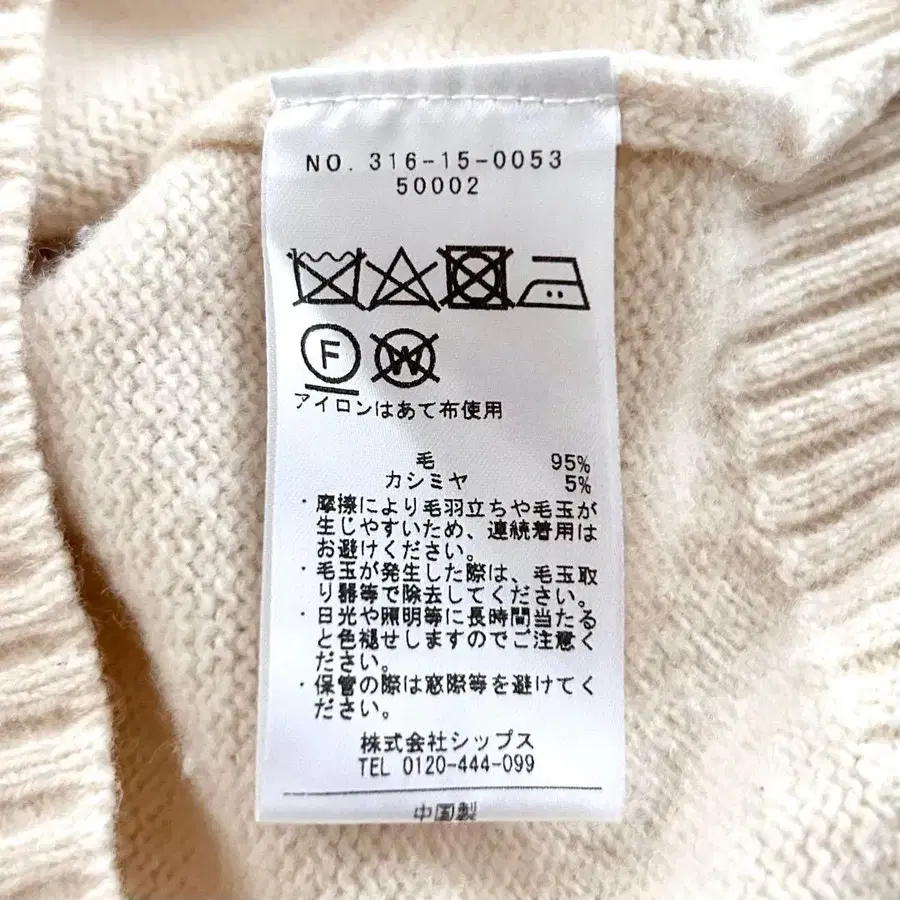 NO. 316-15-0053
50002
F W
アイロンはあて布使用
毛 95%
カシミヤ 5%
・摩擦により毛羽立ちや毛玉が
生じやすいため、連続着用は
お避けください。
・毛玉が発生した際は、毛玉取
り器等で除去してください。
・日光や照明等に長時間当たる
と色褪せしますのでご注意く
ださい。
・保管の際は窓際等を避けてく
ださい。
株式会社シップス
TEL 0120-444-099
中国製